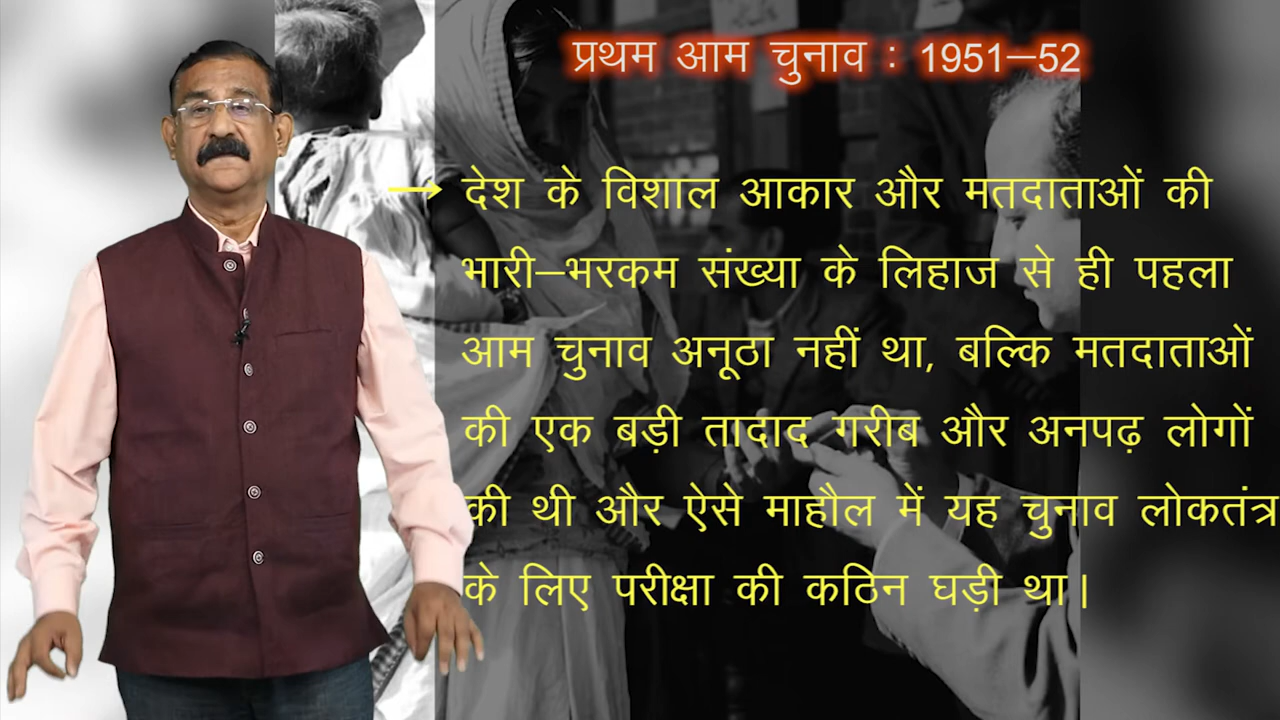 प्रथम आम चुनाव : 1951–52
→ देश के विशाल आकार और मतदाताओं की
भारी–भरकम संख्या के लिहाज से ही पहला
आम चुनाव अनूठा नहीं था, बल्कि मतदाताओं
की एक बड़ी तादाद गरीब और अनपढ़ लोगों
की थी और ऐसे माहौल में यह चुनाव लोकतंत्र
के लिए परीक्षा की कठिन घड़ी था।